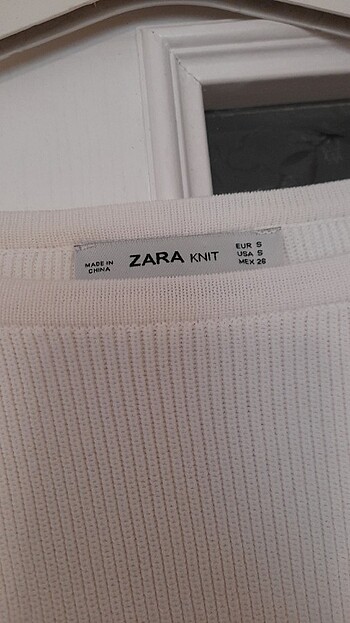 MADE IN
CHINA
ZARA KNIT
EUR S
USA S
MEX 26